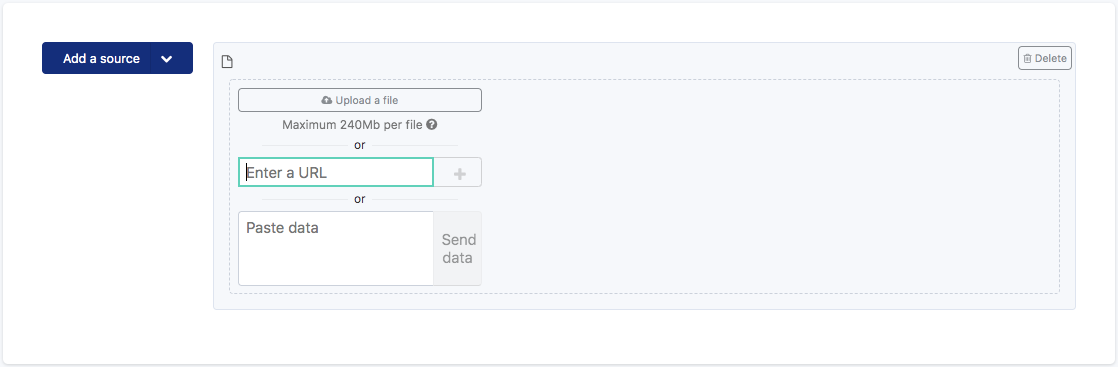 Add a source
Delete
Upload a file
Maximum 240Mb per file
or
Enter a URL
or
Paste data
Send
data